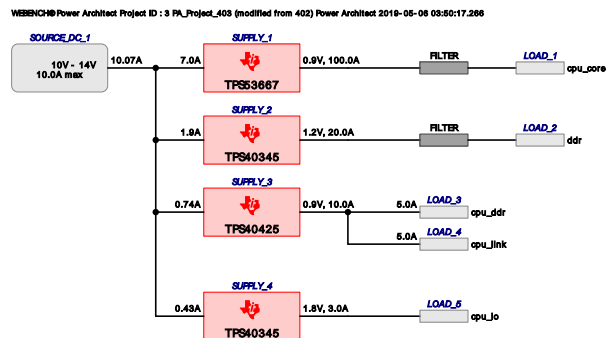 WEBENCH® Power Architect Project ID : 3 PA_Project_403 (modified from 402) Power Architect 2019-05-06 03:50:17.266
SOURCE_DC_1
10V - 14V
10.0A max
10.07A
SUPPLY_1
7.0A
TPS53667
0.9V, 100.0A
FILTER
LOAD_1
cpu_core
SUPPLY_2
1.9A
TPS40345
1.2V, 20.0A
FILTER
LOAD_2
ddr
SUPPLY_3
0.74A
TPS40425
0.9V, 10.0A
5.0A
LOAD_3
cpu_ddr
5.0A
LOAD_4
cpu_link
SUPPLY_4
0.43A
TPS40345
1.8V, 3.0A
LOAD_5
cpu_io